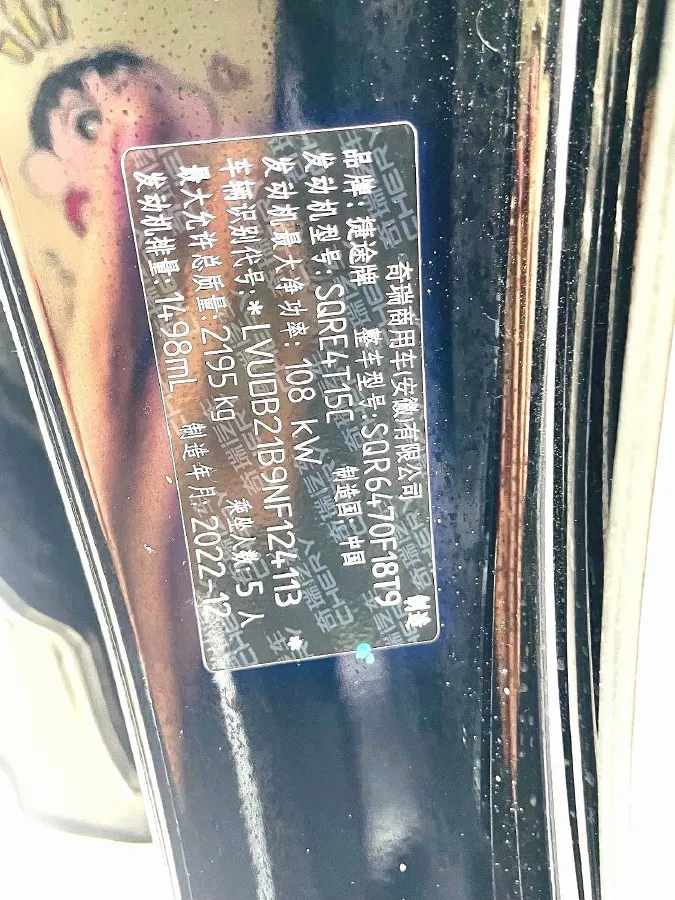 奇瑞商用车(安徽)有限公司 制造
品牌：捷途牌 整车型号：SQR6470F18T9
发动机型号：SQRE4T15C 制造国：中国
发动机最大净功率：108 kW
车辆识别代号：*LVUDB21B9NF124113*
最大允许总质量：2195 kg 乘坐人数：5 人
发动机排量：1498mL 制造年月：2022-12